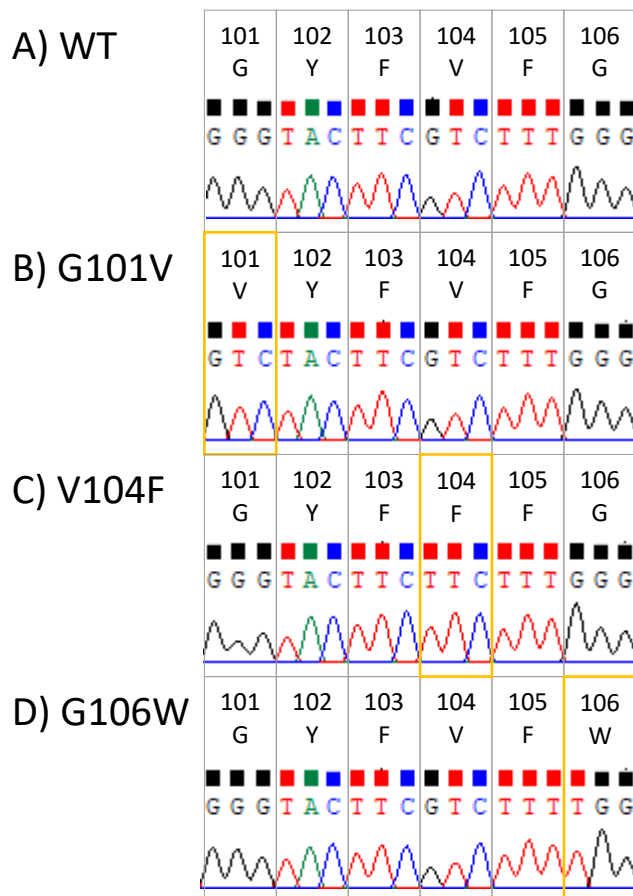 A) WT
101 102 103 104 105 106
G Y F V F G
G G G T A C T T C G T C T T T G G G
B) G101V
101 102 103 104 105 106
V Y F V F G
G T C T A C T T C G T C T T T G G G
C) V104F
101 102 103 104 105 106
G Y F F F G
G G G T A C T T C T T C T T T G G G
D) G106W
101 102 103 104 105 106
G Y F V F W
G G G T A C T T C G T C T T T T G G